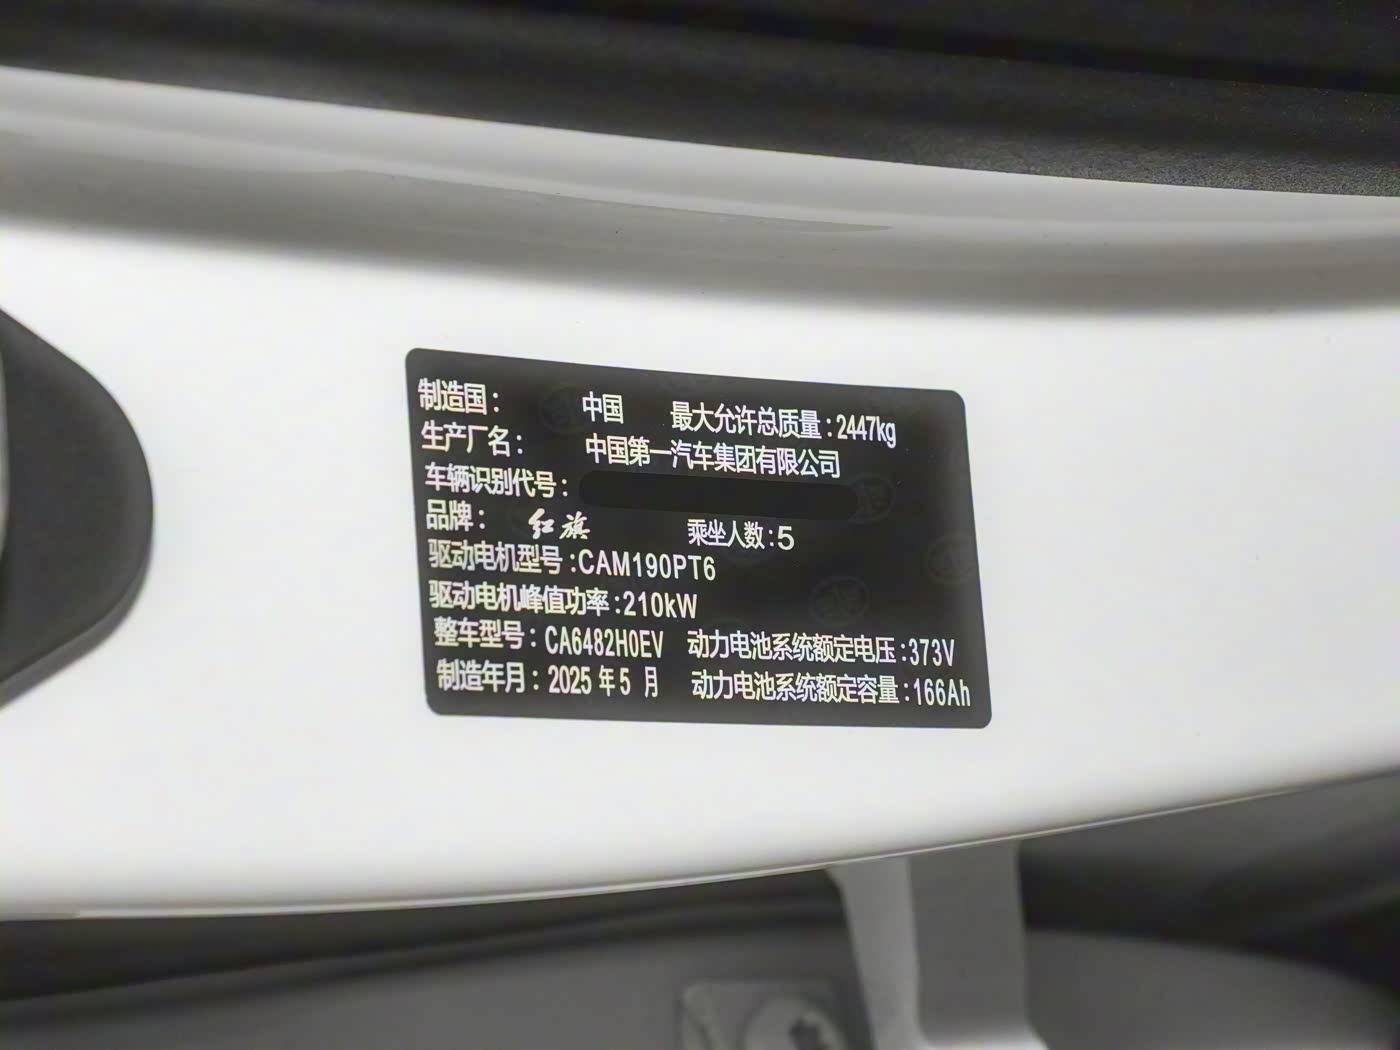 制造国： 中国 最大允许总质量：2447kg
生产厂名： 中国第一汽车集团有限公司
车辆识别代号：
品牌： 红旗 乘坐人数：5
驱动电机型号：CAM190PT6
驱动电机峰值功率：210kW
整车型号：CA6482H0EV 动力电池系统额定电压：373V
制造年月：2025年5月 动力电池系统额定容量：166Ah